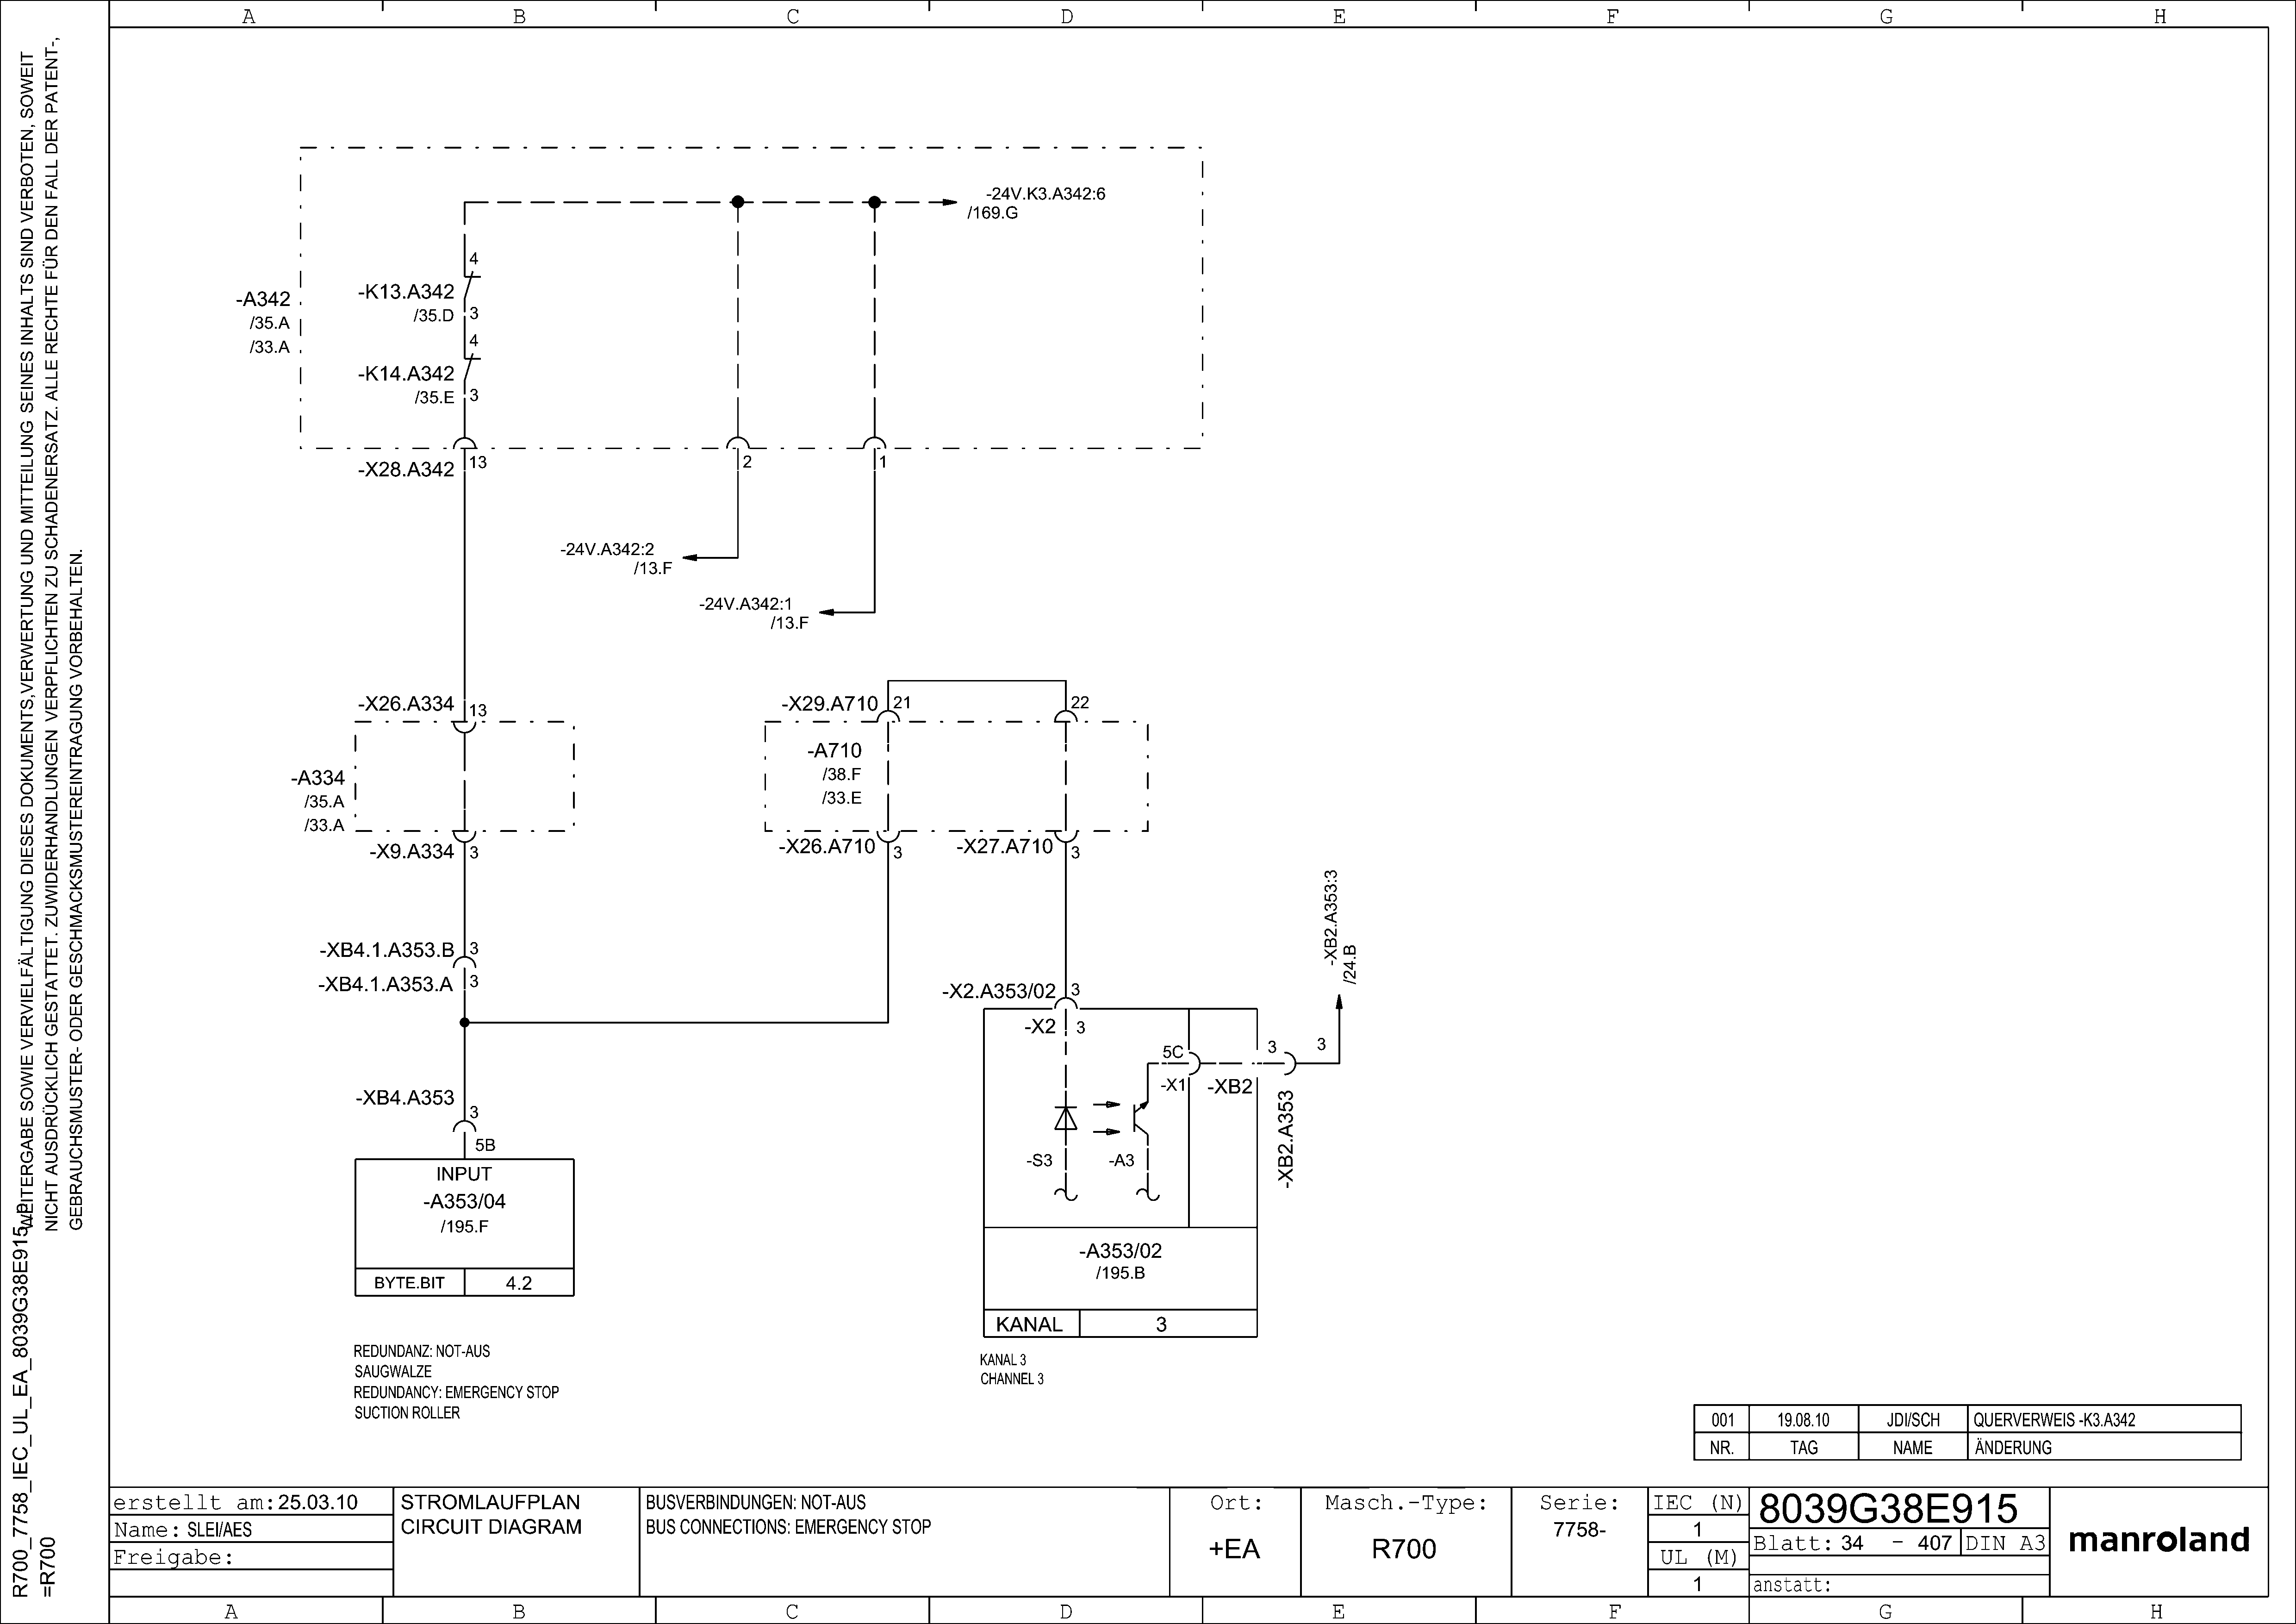 A B C D E F G H
WEITERGABE SOWIE VERVIELFÄLTIGUNG DIESES DOKUMENTS,VERWERTUNG UND MITTEILUNG SEINES INHALTS SIND VERBOTEN, SOWEIT
NICHT AUSDRÜCKLICH GESTATTET. ZUWIDERHANDLUNGEN VERPFLICHTEN ZU SCHADENERSATZ. ALLE RECHTE FÜR DEN FALL DER PATENT-,
GEBRAUCHSMUSTER- ODER GESCHMACKSMUSTEREINTRAGUNG VORBEHALTEN.
-24V.K3.A342:6
/169.G
-A342
/35.A
/33.A
4
-K13.A342
/35.D 3
4
-K14.A342
/35.E 3
-X28.A342 13 2 1
-24V.A342:2
/13.F
-24V.A342:1
/13.F
-X26.A334 13
-X29.A710 21 22
-A334
/35.A
/33.A
-A710
/38.F
/33.E
-X9.A334 3
-X26.A710 3
-X27.A710 3
-XB4.1.A353.B 3
-XB4.1.A353.A 3
-XB2.A353:3
/24.B
-X2.A353/02 3
-X2 3
5C 3 3
-X1 -XB2
-XB2.A353
-S3 -A3
-XB4.A353
3
5B
INPUT
-A353/04
/195.F
BYTE.BIT 4.2
-A353/02
/195.B
KANAL 3
REDUNDANZ: NOT-AUS
SAUGWALZE
REDUNDANCY: EMERGENCY STOP
SUCTION ROLLER
KANAL 3
CHANNEL 3
001 19.08.10 JDI/SCH QUERVERWEIS -K3.A342
NR. TAG NAME ÄNDERUNG
=R700
erstellt am: 25.03.10
Name: SLEI/AES
Freigabe:
STROMLAUFPLAN
CIRCUIT DIAGRAM
BUSVERBINDUNGEN: NOT-AUS
BUS CONNECTIONS: EMERGENCY STOP
Ort:
+EA
Masch.-Type:
R700
Serie:
7758-
IEC (N)
1
UL (M)
1
8039G38E915
Blatt: 34 - 407 DIN A3
anstatt:
manroland
A B C D E F G H